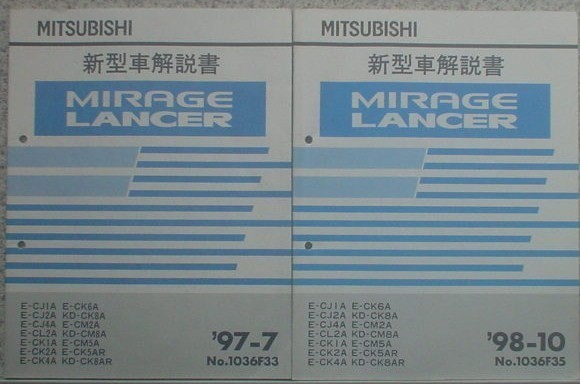 MITSUBISHI
新型車解説書
MIRAGE
LANCER
E-CJ1A E-CK6A
E-CJ2A KD-CK8A
E-CJ4A E-CM2A
E-CL2A KD-CM8A
E-CK1A E-CM5A
E-CK2A E-CK5AR
E-CK4A KD-CK8AR
'97-7
No.1036F33
MITSUBISHI
新型車解説書
MIRAGE
LANCER
E-CJ1A E-CK6A
E-CJ2A KD-CK8A
E-CJ4A E-CM2A
E-CL2A KD-CM8A
E-CK1A E-CM5A
E-CK2A E-CK5AR
E-CK4A KD-CK8AR
'98-10
No.1036F35